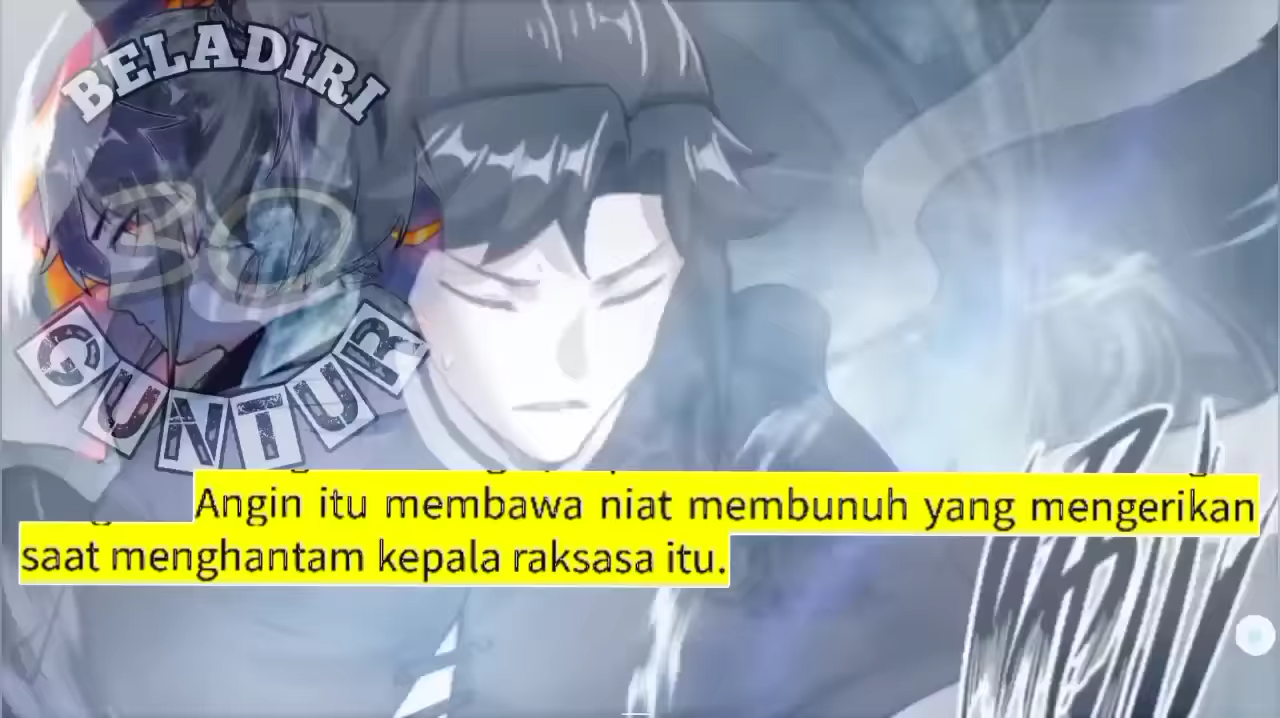 BELADIRI
GUNTUR
Angin itu membawa niat membunuh yang mengerikan
saat menghantam kepala raksasa itu.